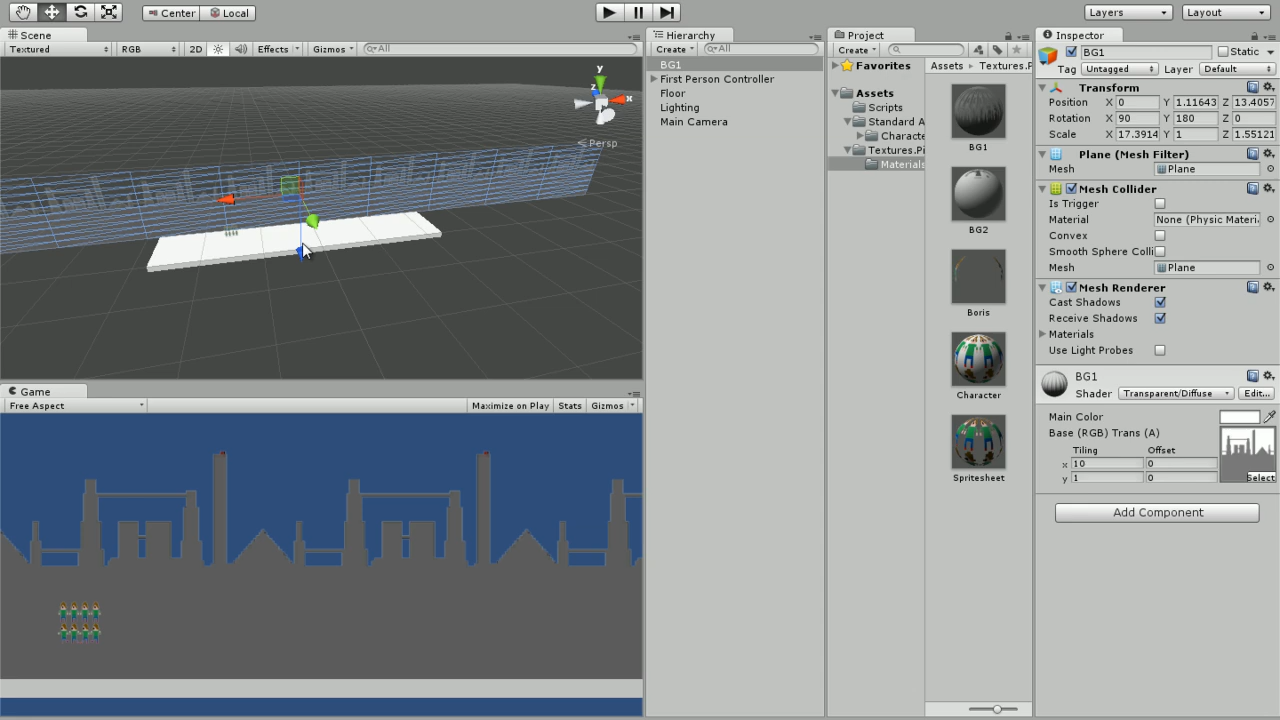 Center Local Layers Layout
Scene
Textured RGB 2D Effects Gizmos All
y
x
z
Persp
Game
Free Aspect Maximize on Play Stats Gizmos
Hierarchy
Create All
BG1
First Person Controller
Floor
Lighting
Main Camera
Project
Create
Favorites
Assets
Scripts
Standard A
Characte
Textures.Pi
Materials
Assets Textures.P
BG1
BG2
Boris
Character
Spritesheet
Inspector
BG1 Static
Tag Untagged Layer Default
Transform
Position X 0 Y 1.11643 Z 13.4057
Rotation X 90 Y 180 Z 0
Scale X 17.3914 Y 1 Z 1.55121
Plane (Mesh Filter)
Mesh Plane
Mesh Collider
Is Trigger
Material None (Physic Materi
Convex
Smooth Sphere Colli
Mesh Plane
Mesh Renderer
Cast Shadows
Receive Shadows
Materials
Use Light Probes
BG1
Shader Transparent/Diffuse Edit...
Main Color
Base (RGB) Trans (A)
Tiling Offset
x 10 0
y 1 0
Select
Add Component